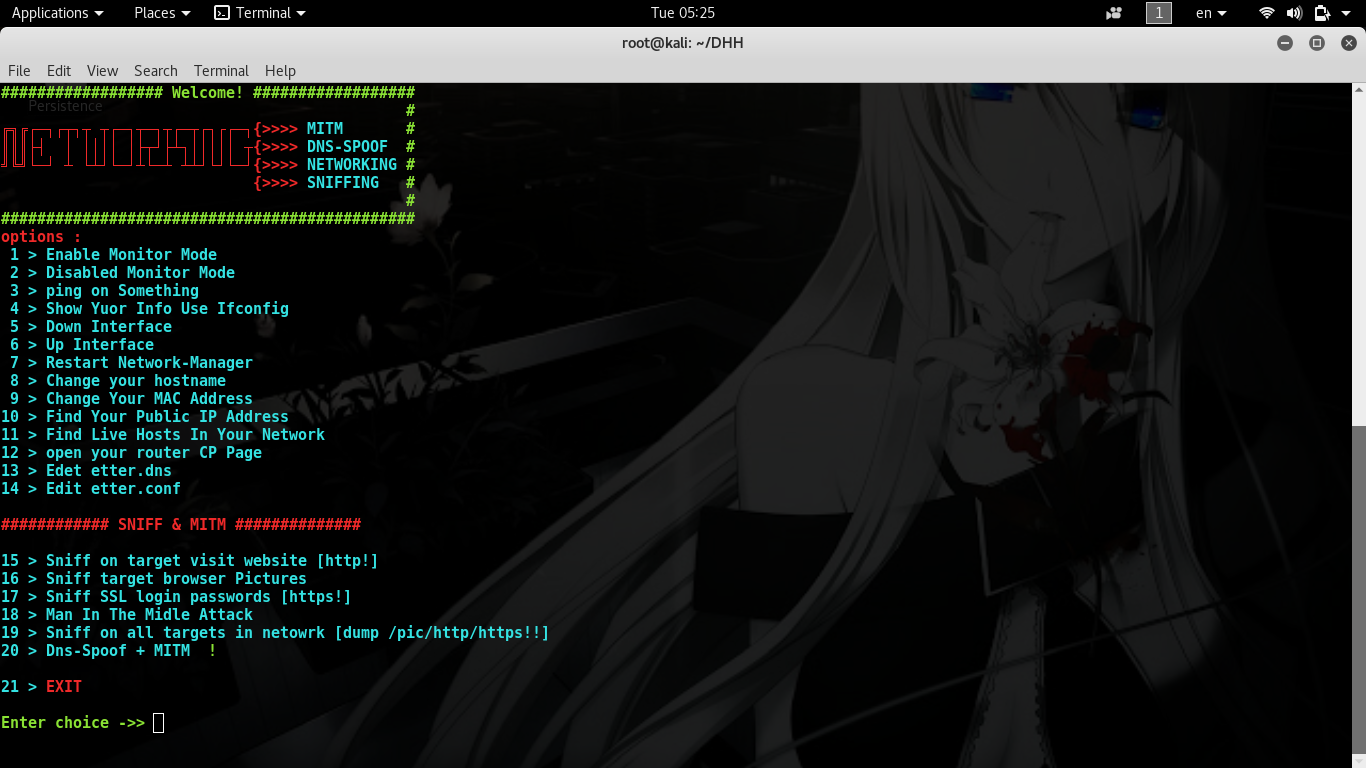 Applications Places Terminal Tue 05:25 1 en
root@kali: ~/DHH
File Edit View Search Terminal Help
################## Welcome! ##################
Persistence #
{>>>> MITM #
{>>>> DNS-SPOOF #
{>>>> NETWORKING #
{>>>> SNIFFING #
#
##############################################
options :
1 > Enable Monitor Mode
2 > Disabled Monitor Mode
3 > ping on Something
4 > Show Yuor Info Use Ifconfig
5 > Down Interface
6 > Up Interface
7 > Restart Network-Manager
8 > Change your hostname
9 > Change Your MAC Address
10 > Find Your Public IP Address
11 > Find Live Hosts In Your Network
12 > open your router CP Page
13 > Edet etter.dns
14 > Edit etter.conf
############ SNIFF & MITM ##############
15 > Sniff on target visit website [http!]
16 > Sniff target browser Pictures
17 > Sniff SSL login passwords [https!]
18 > Man In The Midle Attack
19 > Sniff on all targets in netowrk [dump /pic/http/https!!]
20 > Dns-Spoof + MITM !
21 > EXIT
Enter choice ->>